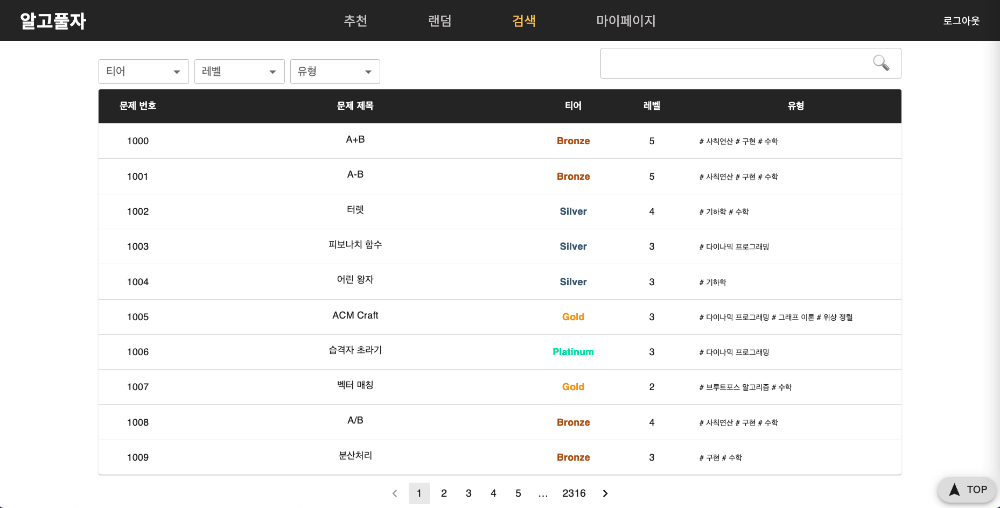 알고풀자 추천 랜덤 검색 마이페이지 로그아웃
티어 레벨 유형
문제 번호 문제 제목 티어 레벨 유형
1000 A+B Bronze 5 # 사칙연산 # 구현 # 수학
1001 A-B Bronze 5 # 사칙연산 # 구현 # 수학
1002 터렛 Silver 4 # 기하학 # 수학
1003 피보나치 함수 Silver 3 # 다이나믹 프로그래밍
1004 어린 왕자 Silver 3 # 기하학
1005 ACM Craft Gold 3 # 다이나믹 프로그래밍 # 그래프 이론 # 위상 정렬
1006 습격자 초라기 Platinum 3 # 다이나믹 프로그래밍
1007 벡터 매칭 Gold 2 # 브루트포스 알고리즘 # 수학
1008 A/B Bronze 4 # 사칙연산 # 구현 # 수학
1009 분산처리 Bronze 3 # 구현 # 수학
1 2 3 4 5 ... 2316
TOP